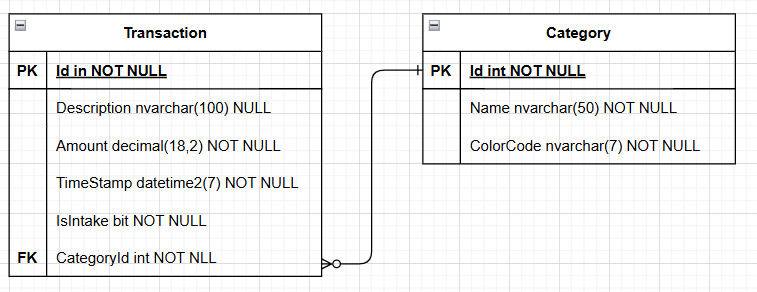 Transaction
PK Id in NOT NULL
Description nvarchar(100) NULL
Amount decimal(18,2) NOT NULL
TimeStamp datetime2(7) NOT NULL
IsIntake bit NOT NULL
FK CategoryId int NOT NLL
Category
PK Id int NOT NULL
Name nvarchar(50) NOT NULL
ColorCode nvarchar(7) NOT NULL